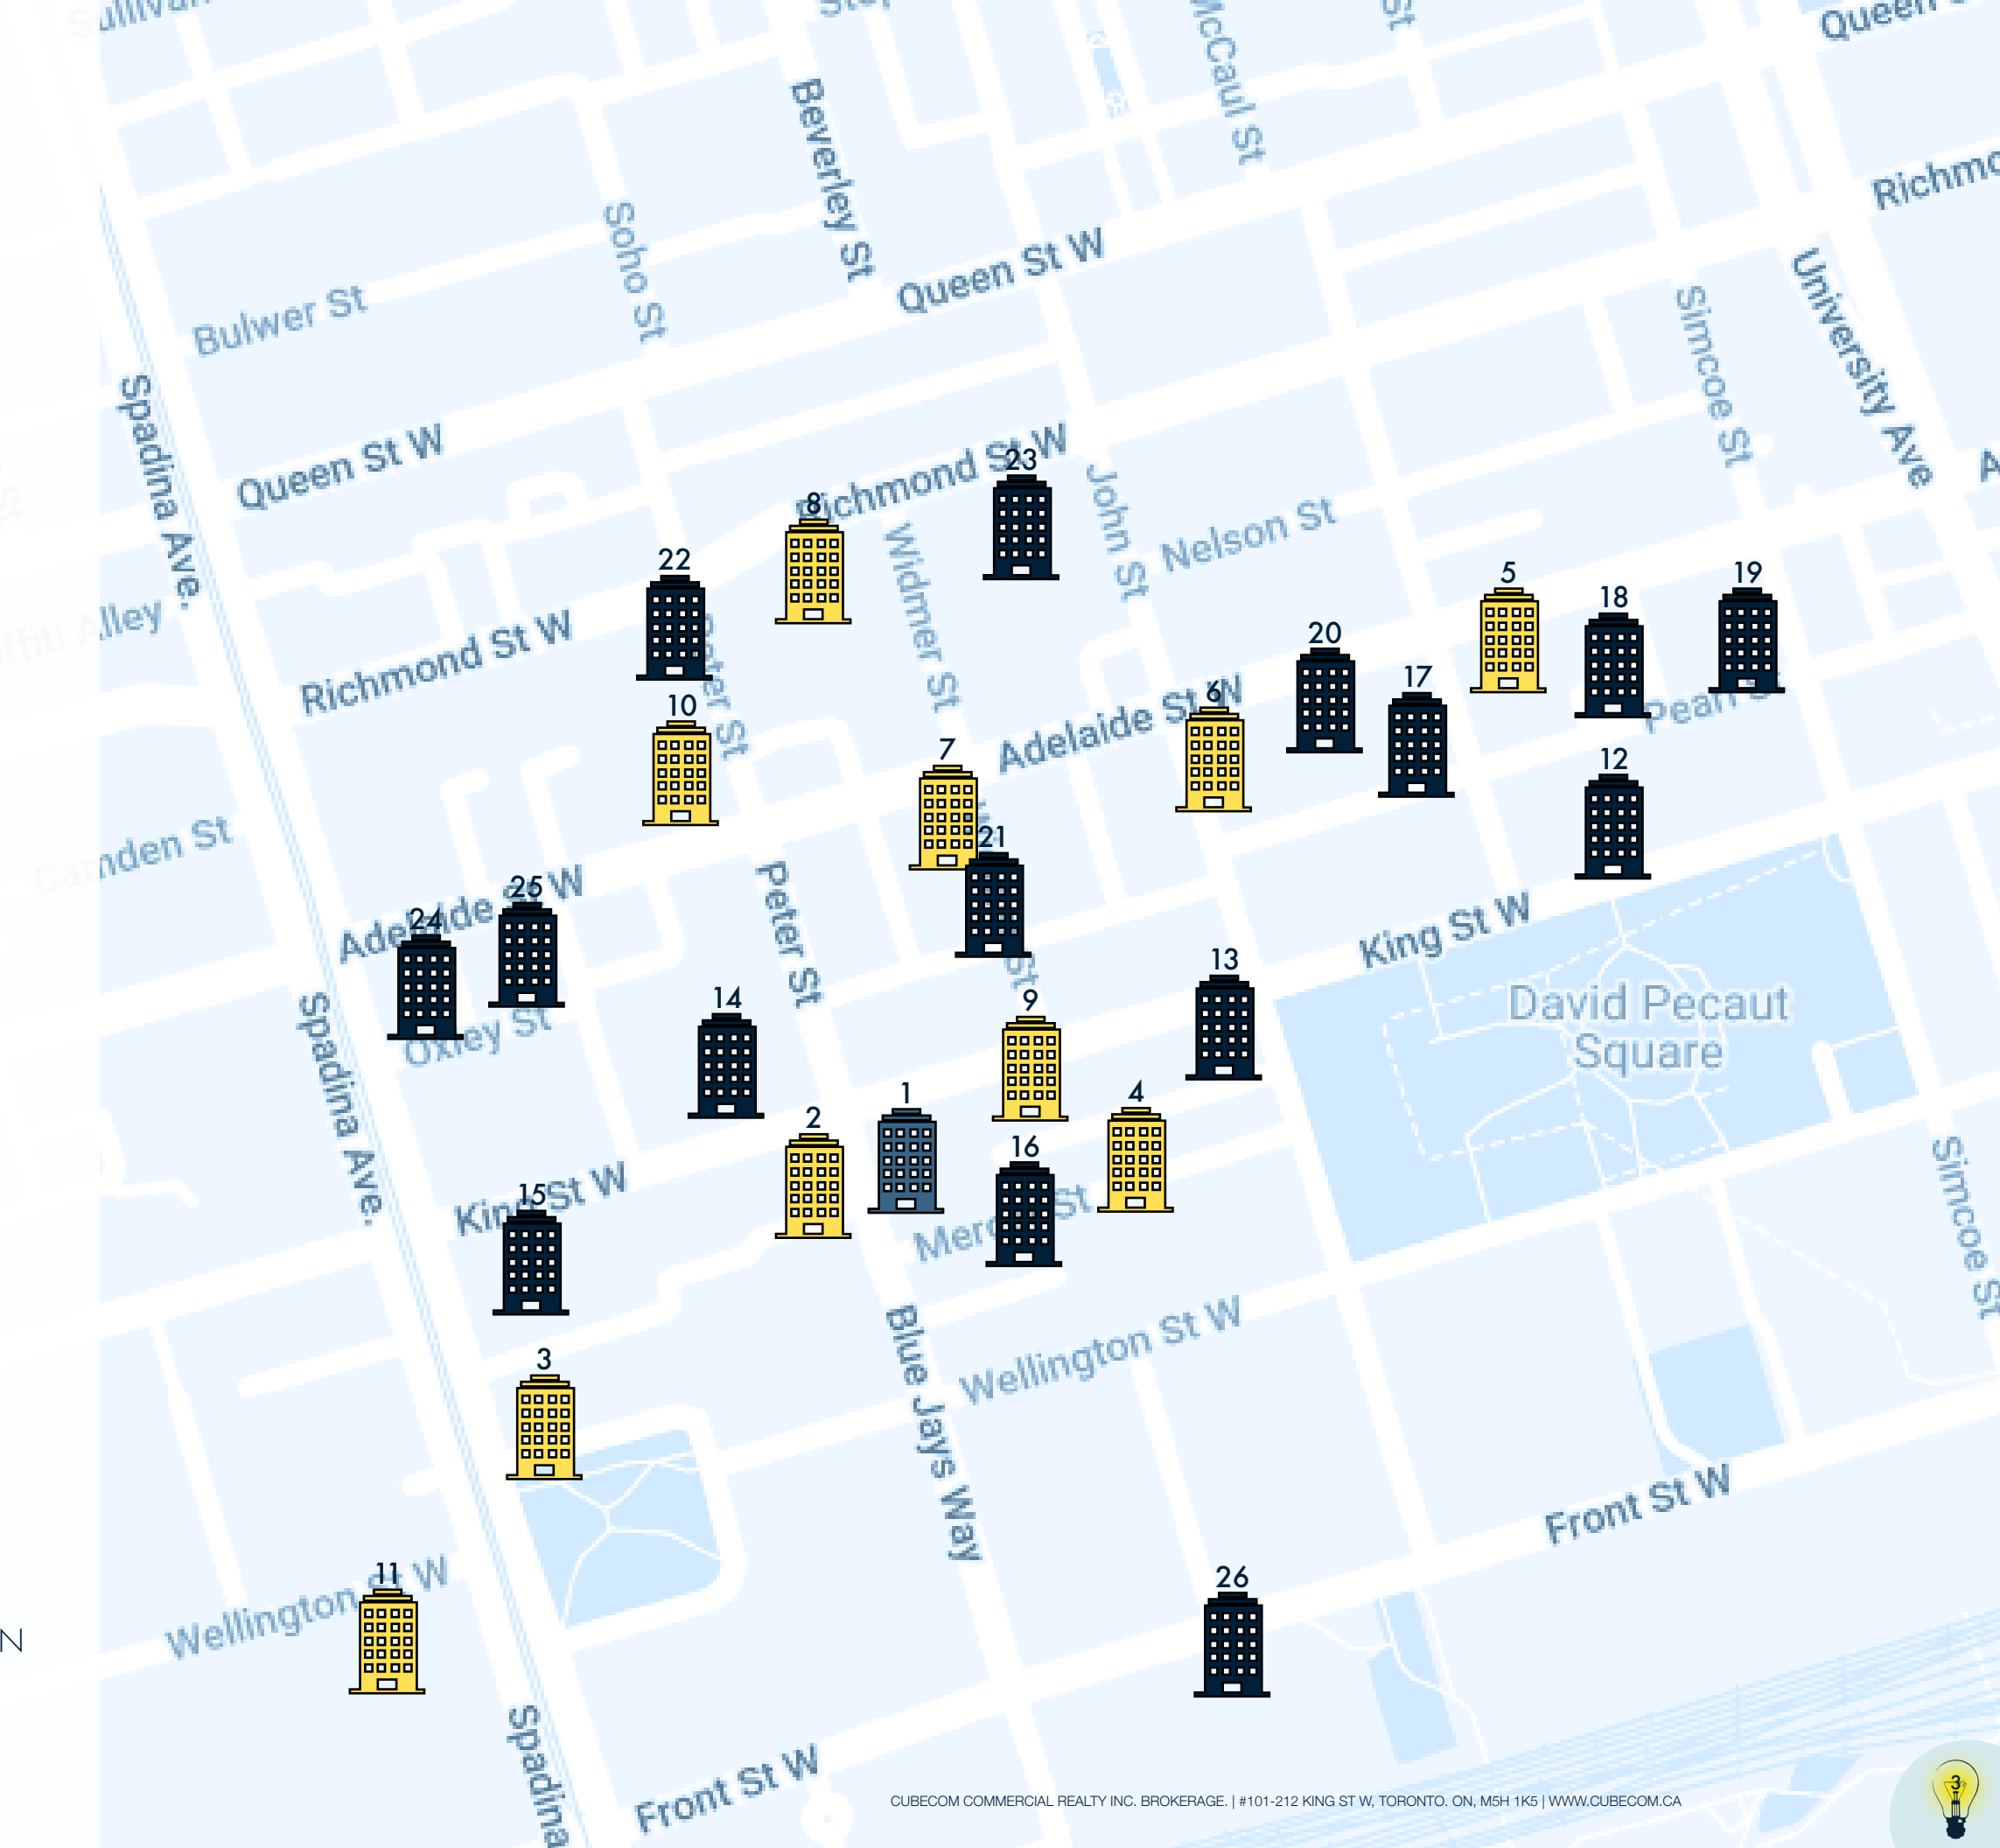 Beverley St
McCaul St
Queen St W
Soho St
Bulwer St
University Ave
Simcoe St
Spadina Ave.
Queen St W
Richmond St W
23
8
John St
Nelson St
Widmer St
22
5
19
18
20
Richmond St W
17
10
6
Adelaide St W
7
12
21
Camden St
Peter St
25
24
King St W
13
David Pecaut
Square
14
9
Oxley St
Spadina Ave.
4
1
2
16
15
King St W
Simcoe St
Blue Jays Way
Wellington St W
3
Front St W
11
26
Wellington St W
N
Spadina
Front St W
CUBECOM COMMERCIAL REALTY INC. BROKERAGE. | #101-212 KING ST W, TORONTO. ON, M5H 1K5 | WWW.CUBECOM.CA
3